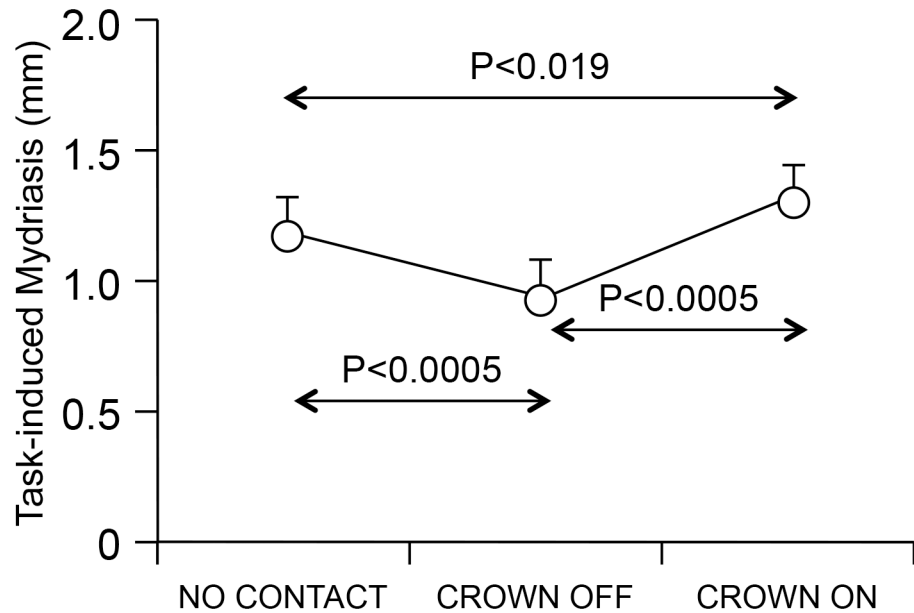 Task-induced Mydriasis (mm)
2.0
1.5
1.0
0.5
0
P<0.019
P<0.0005
P<0.0005
NO CONTACT
CROWN OFF
CROWN ON